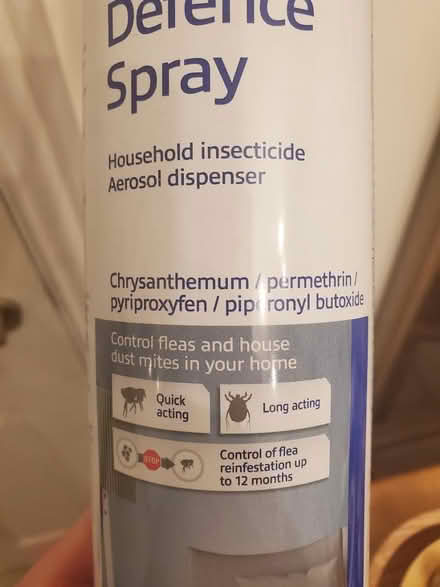 Defence
Spray
Household insecticide
Aerosol dispenser
Chrysanthemum / permethrin /
pyriproxyfen / piperonyl butoxide
Control fleas and house
dust mites in your home
Quick
acting
Long acting
STOP
Control of flea
reinfestation up
to 12 months